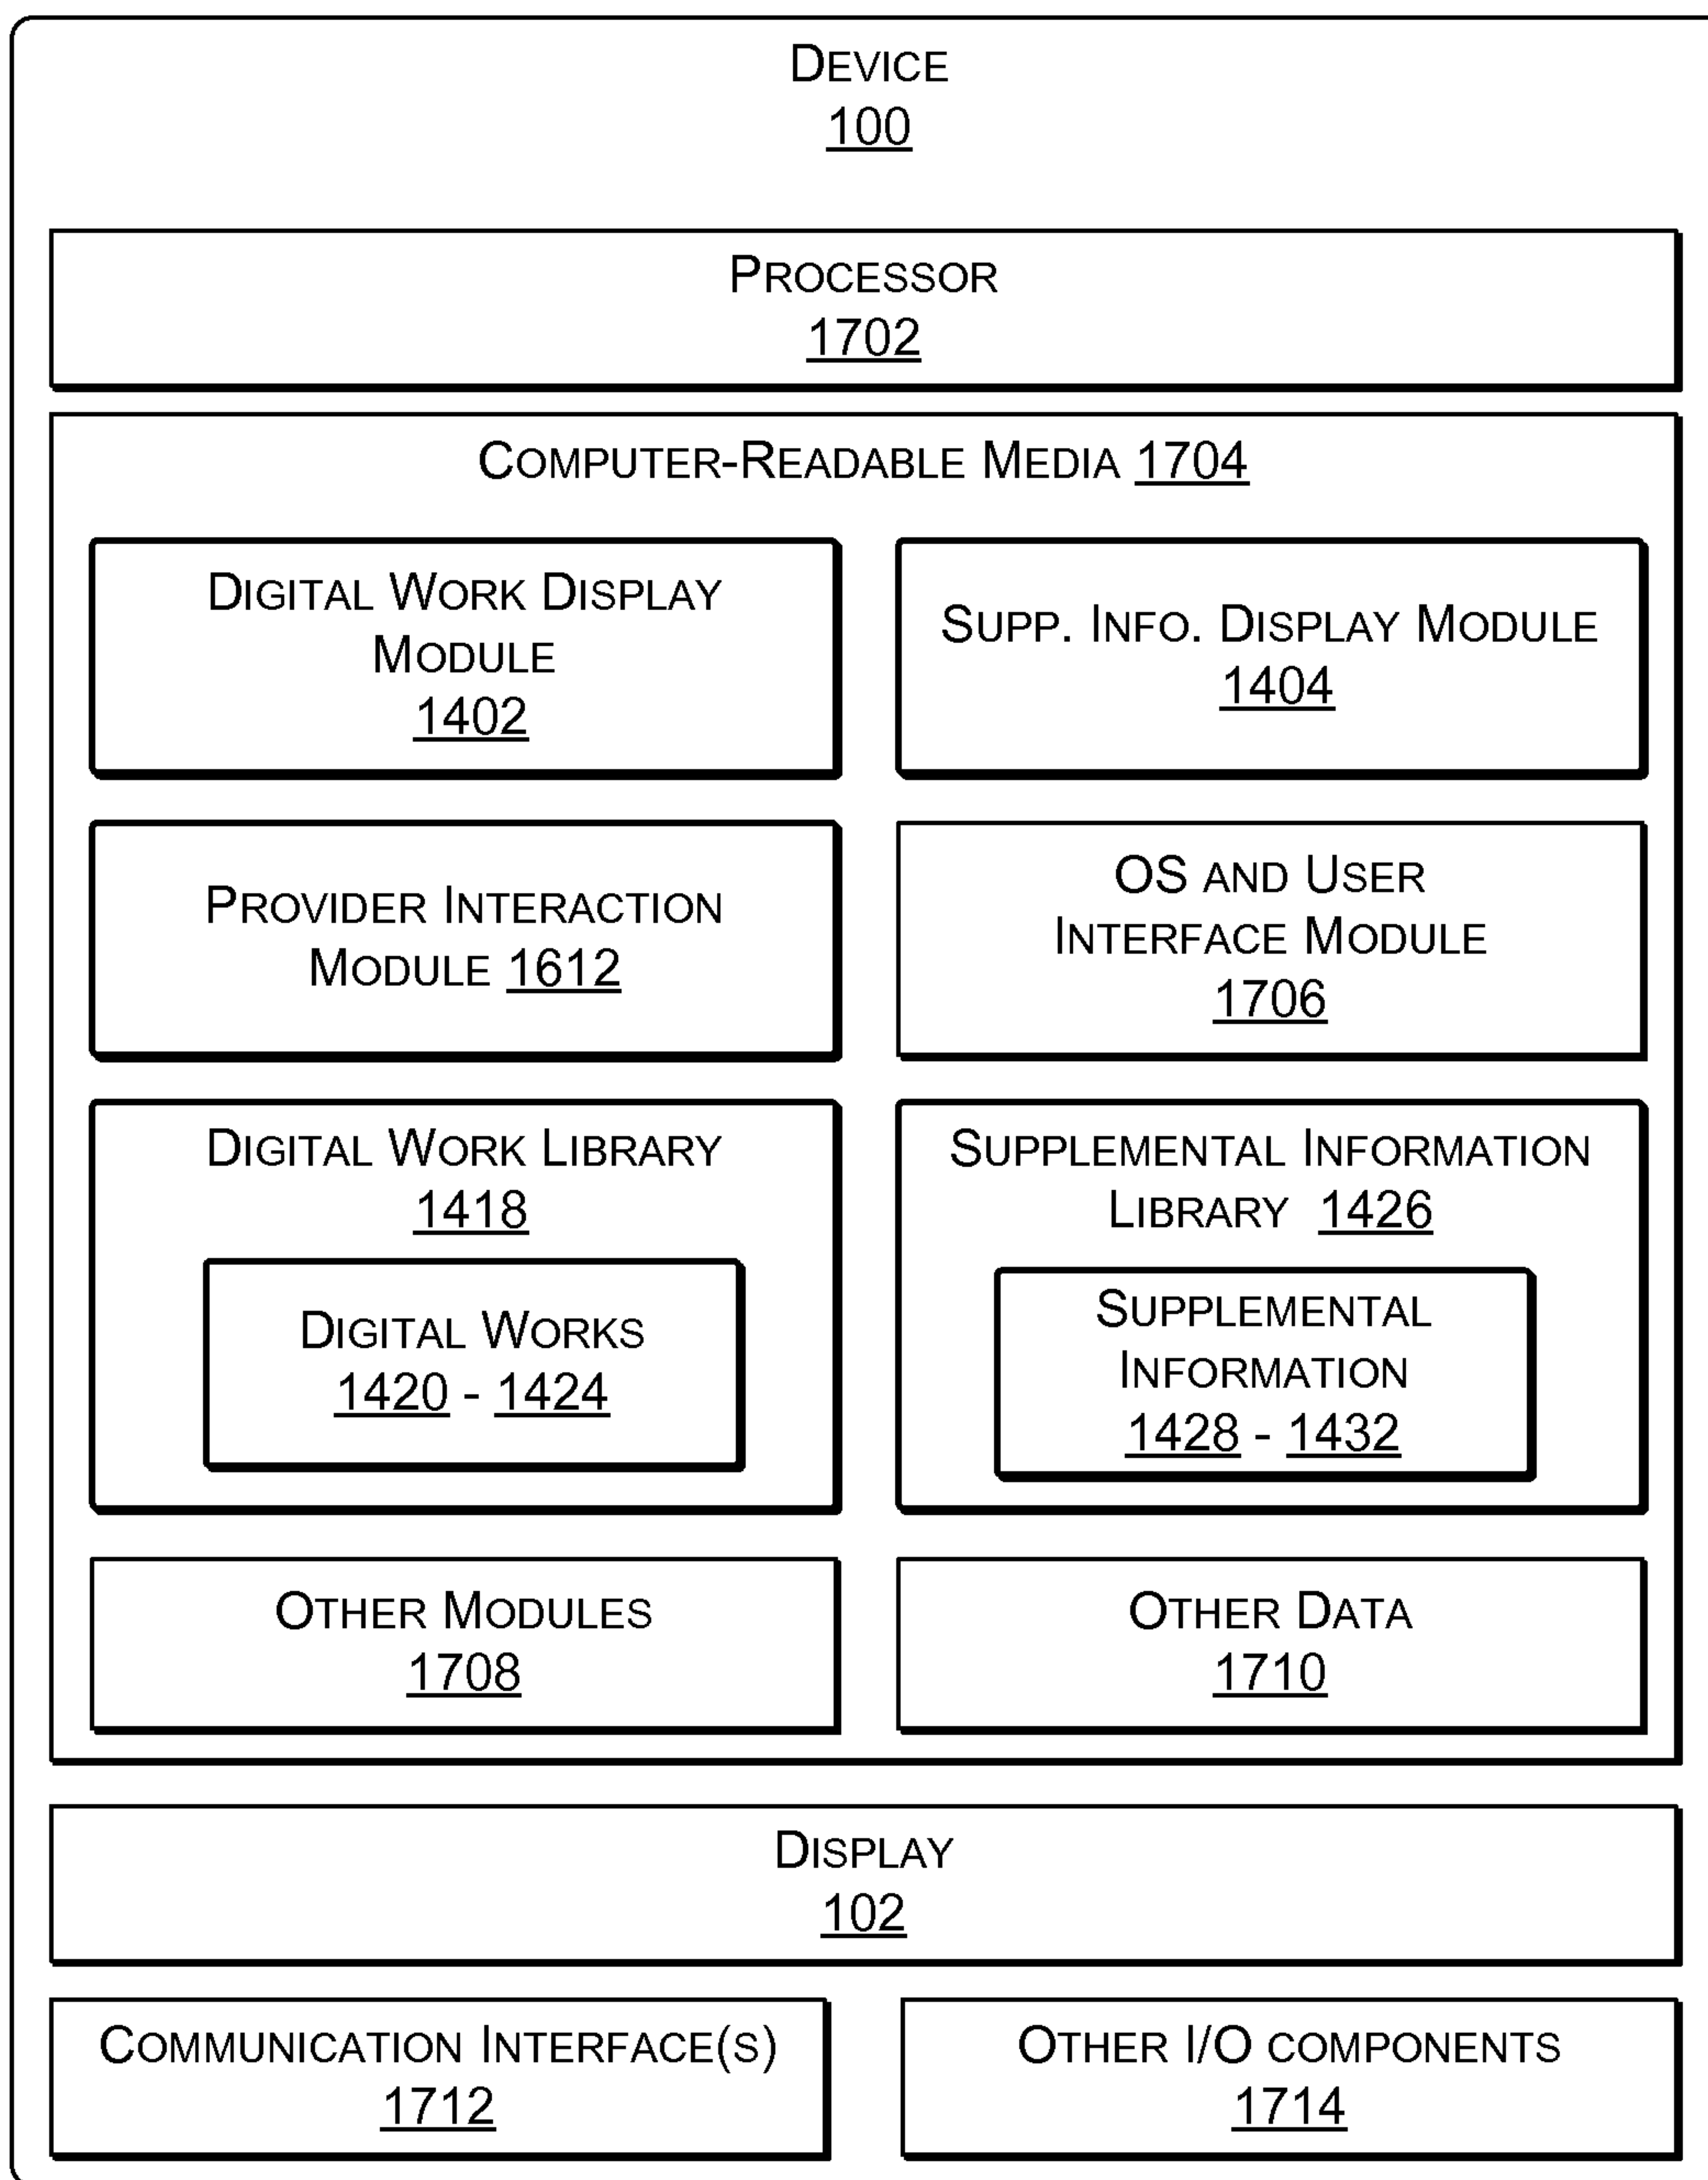 DEVICE
100
PROCESSOR
1702
COMPUTER-READABLE MEDIA 1704
DIGITAL WORK DISPLAY
MODULE
1402
SUPP. INFO. DISPLAY MODULE
1404
PROVIDER INTERACTION
MODULE 1612
OS AND USER
INTERFACE MODULE
1706
DIGITAL WORK LIBRARY
1418
DIGITAL WORKS
1420 - 1424
SUPPLEMENTAL INFORMATION
LIBRARY 1426
SUPPLEMENTAL
INFORMATION
1428 - 1432
OTHER MODULES
1708
OTHER DATA
1710
DISPLAY
102
COMMUNICATION INTERFACE(S)
1712
OTHER I/O COMPONENTS
1714